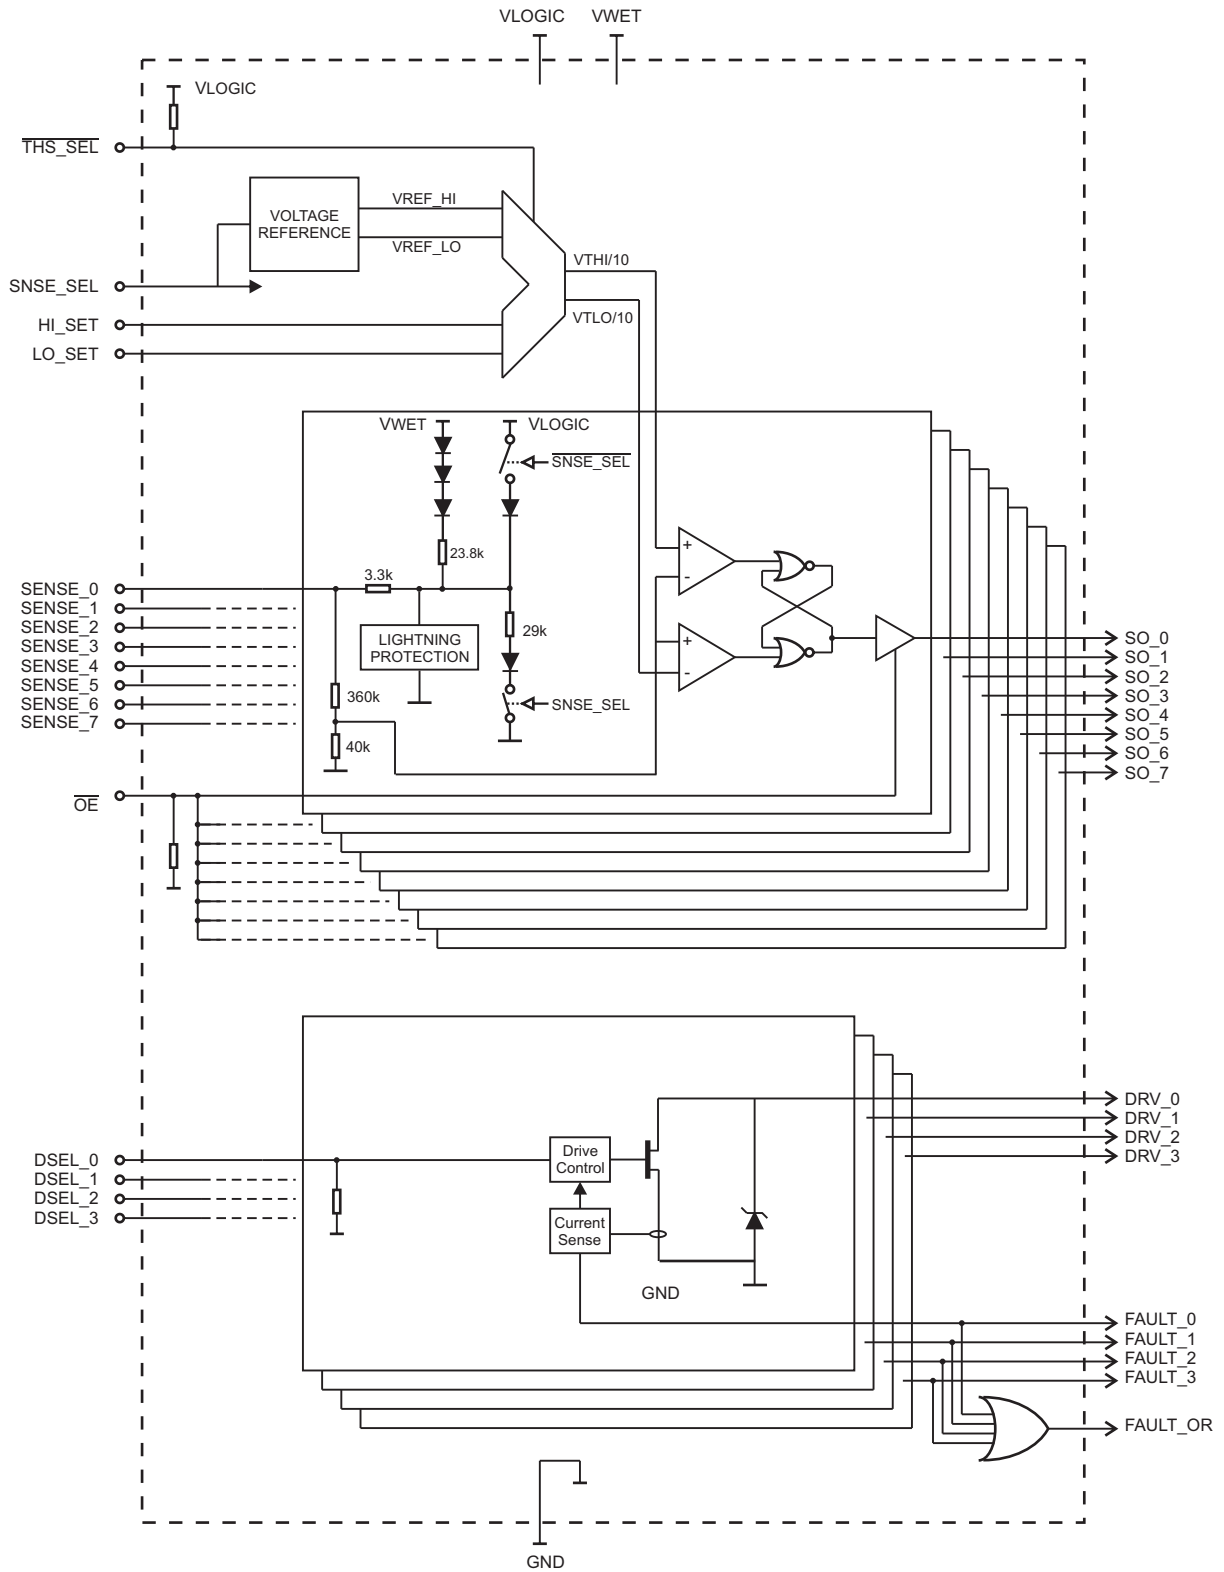 VLOGIC VWET
VLOGIC
THS_SEL
VOLTAGE
REFERENCE
VREF_HI
VREF_LO
SNSE_SEL
HI_SET
LO_SET
VTHI/10
VTLO/10
VWET
VLOGIC
SNSE_SEL
23.8k
+
-
3.3k
SENSE_0
SENSE_1
SENSE_2
SENSE_3
SENSE_4
SENSE_5
SENSE_6
SENSE_7
LIGHTNING
PROTECTION
29k
+
-
360k
SNSE_SEL
40k
SO_0
SO_1
SO_2
SO_3
SO_4
SO_5
SO_6
SO_7
OE
DRV_0
DRV_1
DRV_2
DRV_3
DSEL_0
DSEL_1
DSEL_2
DSEL_3
Drive
Control
Current
Sense
GND
FAULT_0
FAULT_1
FAULT_2
FAULT_3
FAULT_OR
GND